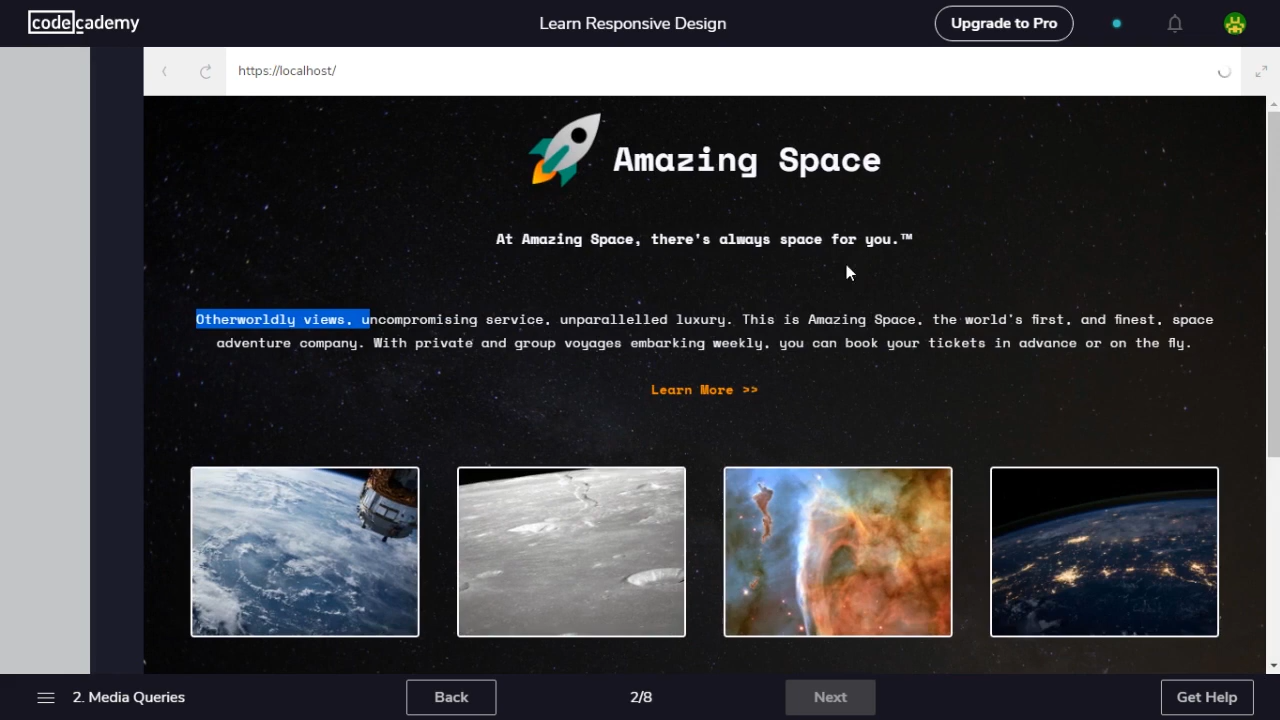 codecademy
Learn Responsive Design
Upgrade to Pro
https://localhost/
Amazing Space
At Amazing Space, there's always space for you.™
Otherworldly views, uncompromising service, unparallelled luxury. This is Amazing Space, the world's first, and finest, space
adventure company. With private and group voyages embarking weekly, you can book your tickets in advance or on the fly.
Learn More >>
2. Media Queries
Back
2/8
Next
Get Help